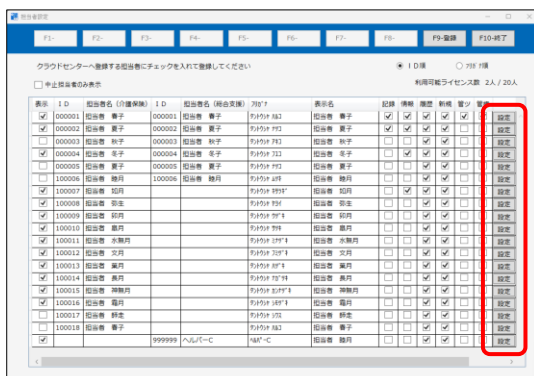 担当者設定
F1- F2- F3- F4- F5- F6- F7- F8- F9-登録 F10-終了
クラウドセンターへ登録する担当者にチェックを入れて登録してください
ＩＤ順 ﾌﾘｶﾞﾅ順
中止担当者のみ表示
利用可能ライセンス数 2人 / 20人
表示 ＩＤ 担当者名（介護保険） ＩＤ 担当者名（総合支援） ﾌﾘｶﾞﾅ 表示名 記録 情報 履歴 新規 管ツ
000001 担当者 春子 000001 担当者 春子 ﾀﾝﾄｳｼｬ ﾊﾙｺ 担当者 春子 設定
000002 担当者 夏子 000002 担当者 夏子 ﾀﾝﾄｳｼｬ ﾅﾂｺ 担当者 夏子 設定
000003 担当者 秋子 000003 担当者 秋子 ﾀﾝﾄｳｼｬ ｱｷｺ 担当者 秋子 設定
000004 担当者 冬子 000004 担当者 冬子 ﾀﾝﾄｳｼｬ ﾌﾕｺ 担当者 冬子 設定
000005 担当者 夏子 000005 担当者 夏子 ﾀﾝﾄｳｼｬ ﾅﾂｺ 担当者 夏子 設定
100006 担当者 睦月 100006 担当者 睦月 ﾀﾝﾄｳｼｬ ﾑﾂｷ 担当者 睦月 設定
100007 担当者 如月 ﾀﾝﾄｳｼｬ ｷｻﾗｷﾞ 担当者 如月 設定
100008 担当者 弥生 ﾀﾝﾄｳｼｬ ﾔﾖｲ 担当者 弥生 設定
100009 担当者 卯月 ﾀﾝﾄｳｼｬ 担当者 卯月 設定
100010 担当者 皐月 ﾀﾝﾄｳｼｬ ｻﾂｷ 担当者 皐月 設定
100011 担当者 水無月 ﾀﾝﾄｳｼｬ ﾐﾅﾂﾞｷ 担当者 水無月 設定
100012 担当者 文月 ﾀﾝﾄｳｼｬ ﾌﾐﾂﾞｷ 担当者 文月 設定
100013 担当者 葉月 ﾀﾝﾄｳｼｬ ﾊﾂﾞｷ 担当者 葉月 設定
100014 担当者 長月 ﾀﾝﾄｳｼｬ ﾅｶﾞﾂｷ 担当者 長月 設定
100015 担当者 神無月 ﾀﾝﾄｳｼｬ ｶﾝﾅﾂﾞｷ 担当者 神無月 設定
100016 担当者 霜月 ﾀﾝﾄｳｼｬ ｼﾓﾂﾞｷ 担当者 霜月 設定
100017 担当者 師走 ﾀﾝﾄｳｼｬ ｼﾜｽ 担当者 師走 設定
100018 担当者 春子 ﾀﾝﾄｳｼｬ ﾊﾙｺ 担当者 春子 設定
999999 ヘルパーC ﾍﾙﾊﾟｰC 担当者 睦月 設定